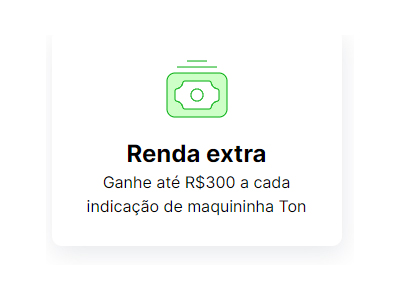 Renda extra
Ganhe até R$300 a cada
indicação de maquininha Ton